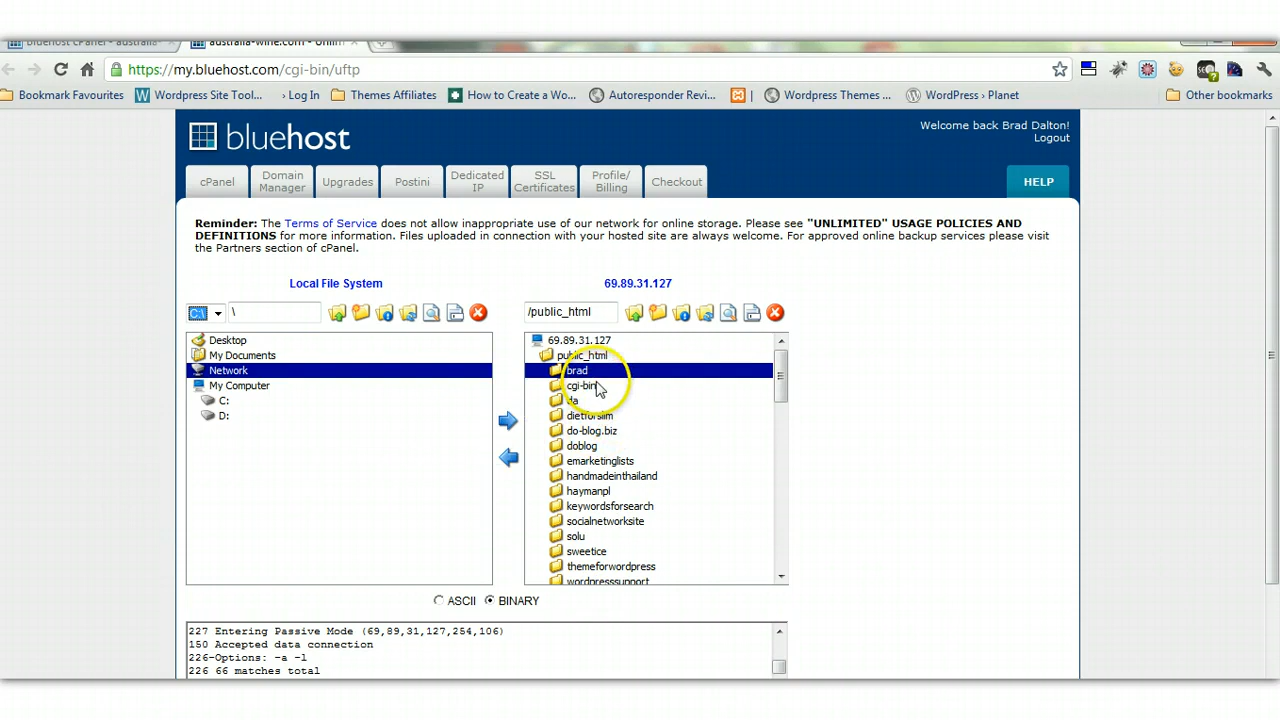 bluehost cPanel - australia-
australia-wine.com - Unlim
https://my.bluehost.com/cgi-bin/uftp
Bookmark Favourites
Wordpress Site Tool...
› Log In
Themes Affiliates
How to Create a Wo...
Autoresponder Revi...
|
Wordpress Themes ...
WordPress › Planet
Other bookmarks
bluehost
Welcome back Brad Dalton!
Logout
cPanel
Domain
Manager
Upgrades
Postini
Dedicated
IP
SSL
Certificates
Profile/
Billing
Checkout
HELP
Reminder: The Terms of Service does not allow inappropriate use of our network for online storage. Please see "UNLIMITED" USAGE POLICIES AND
DEFINITIONS for more information. Files uploaded in connection with your hosted site are always welcome. For approved online backup services please visit
the Partners section of cPanel.
Local File System
C:\
\
Desktop
My Documents
Network
My Computer
C:
D:
69.89.31.127
/public_html
69.89.31.127
public_html
brad
cgi-bin
da
dietforslim
do-blog.biz
doblog
emarketinglists
handmadeinthailand
haymanpl
keywordsforsearch
socialnetworksite
solu
sweetice
themeforwordpress
wordpresssupport
ASCII
BINARY
227 Entering Passive Mode (69,89,31,127,254,106)
150 Accepted data connection
226-Options: -a -l
226 66 matches total